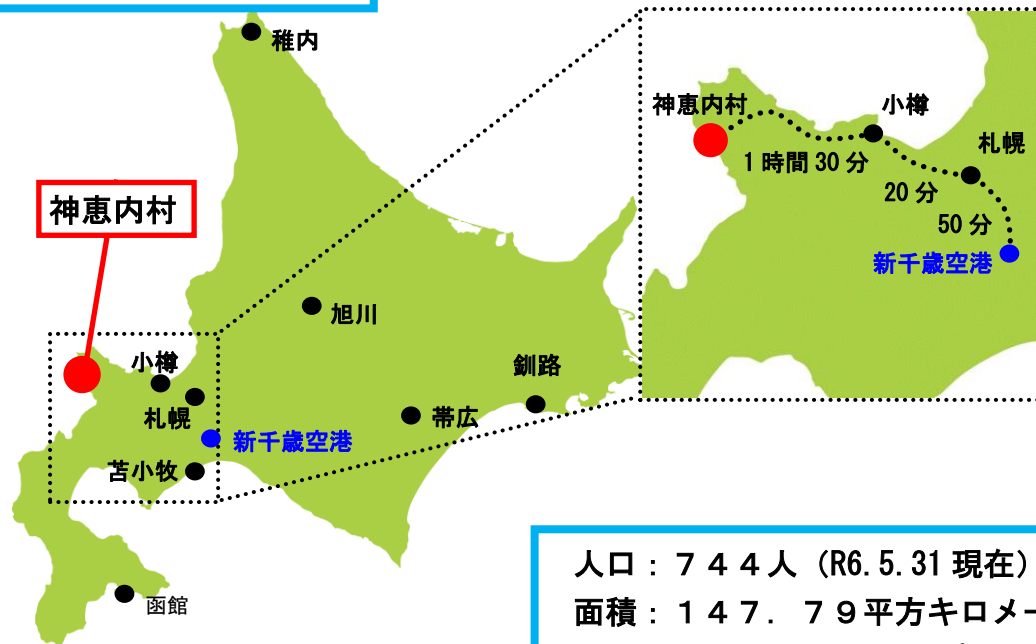 稚内
神恵内村
旭川
小樽
札幌
釧路
帯広
新千歳空港
苫小牧
函館
神恵内村
小樽
1時間30分
札幌
20分
50分
新千歳空港
人口：７４４人（R6.5.31現在）
面積：１４７．７９平方キロメー